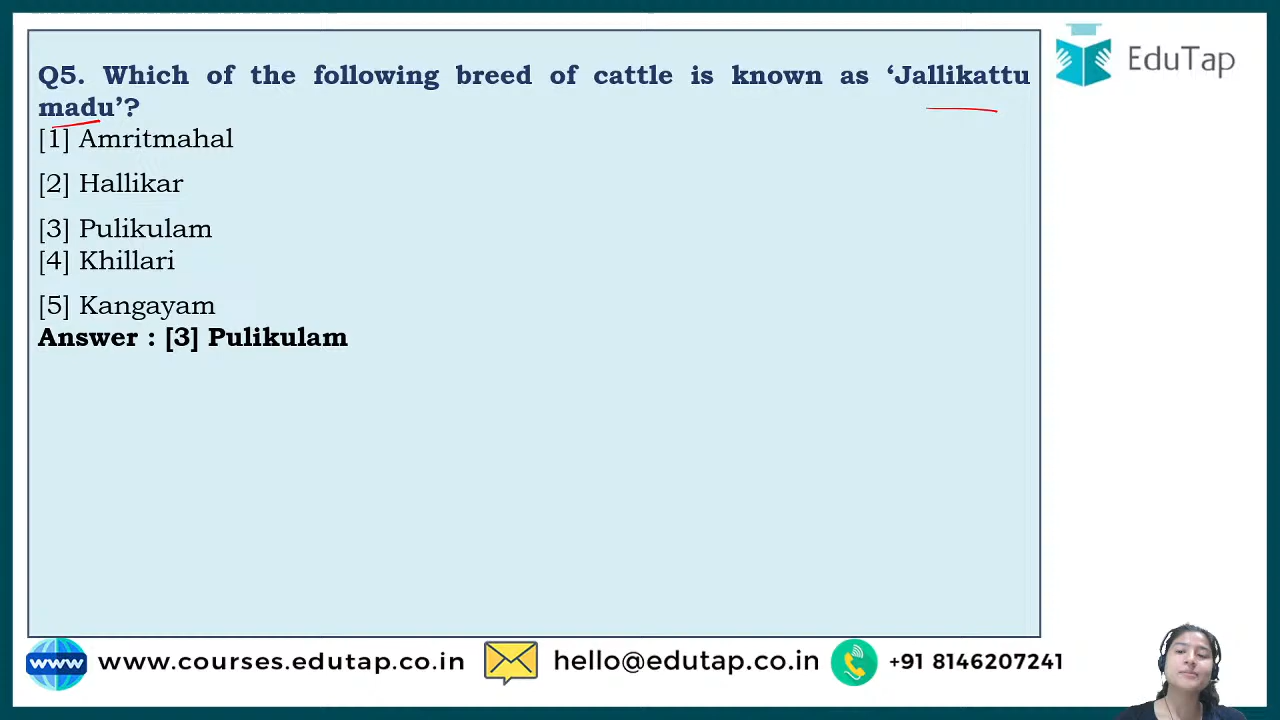 Q5. Which of the following breed of cattle is known as ‘Jallikattu
madu’?
[1] Amritmahal
[2] Hallikar
[3] Pulikulam
[4] Khillari
[5] Kangayam
Answer : [3] Pulikulam
EduTap
www www.courses.edutap.co.in hello@edutap.co.in +91 8146207241